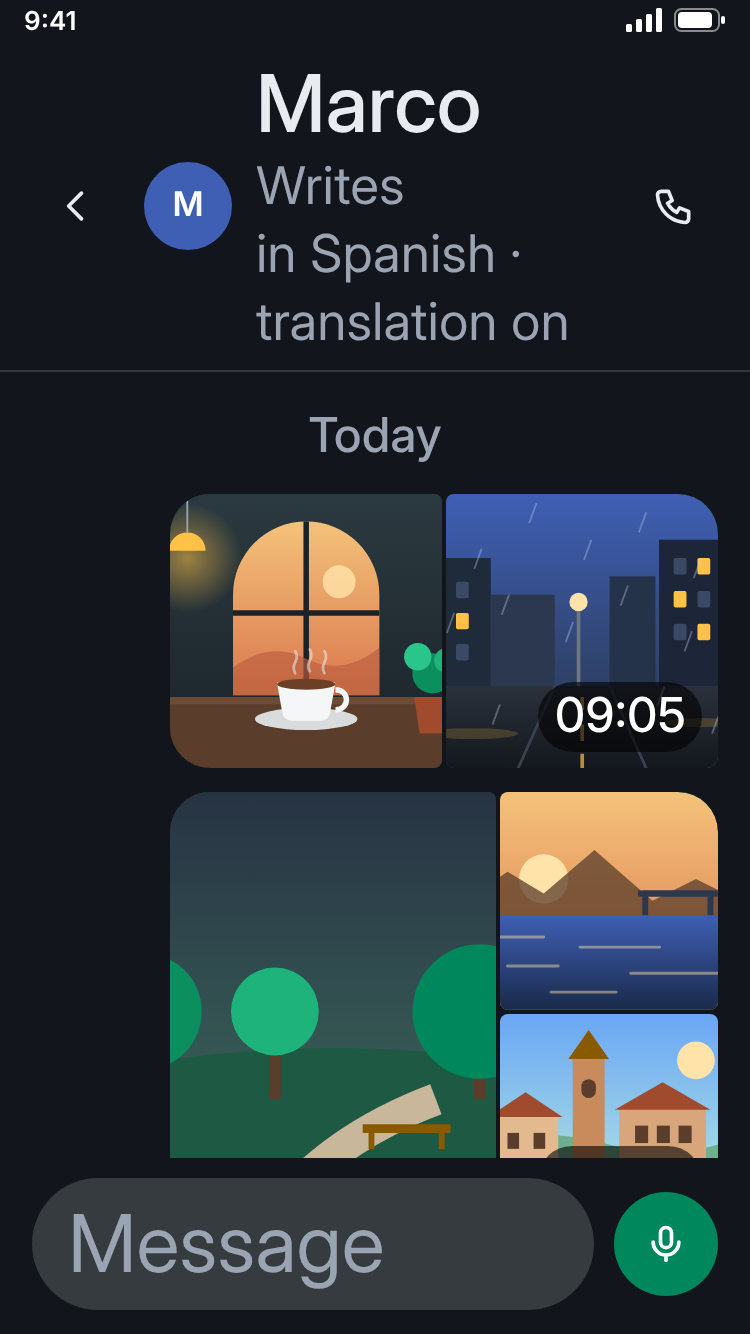 9:41
Marco
M
Writes
in Spanish ·
translation on
Today
09:05
Message